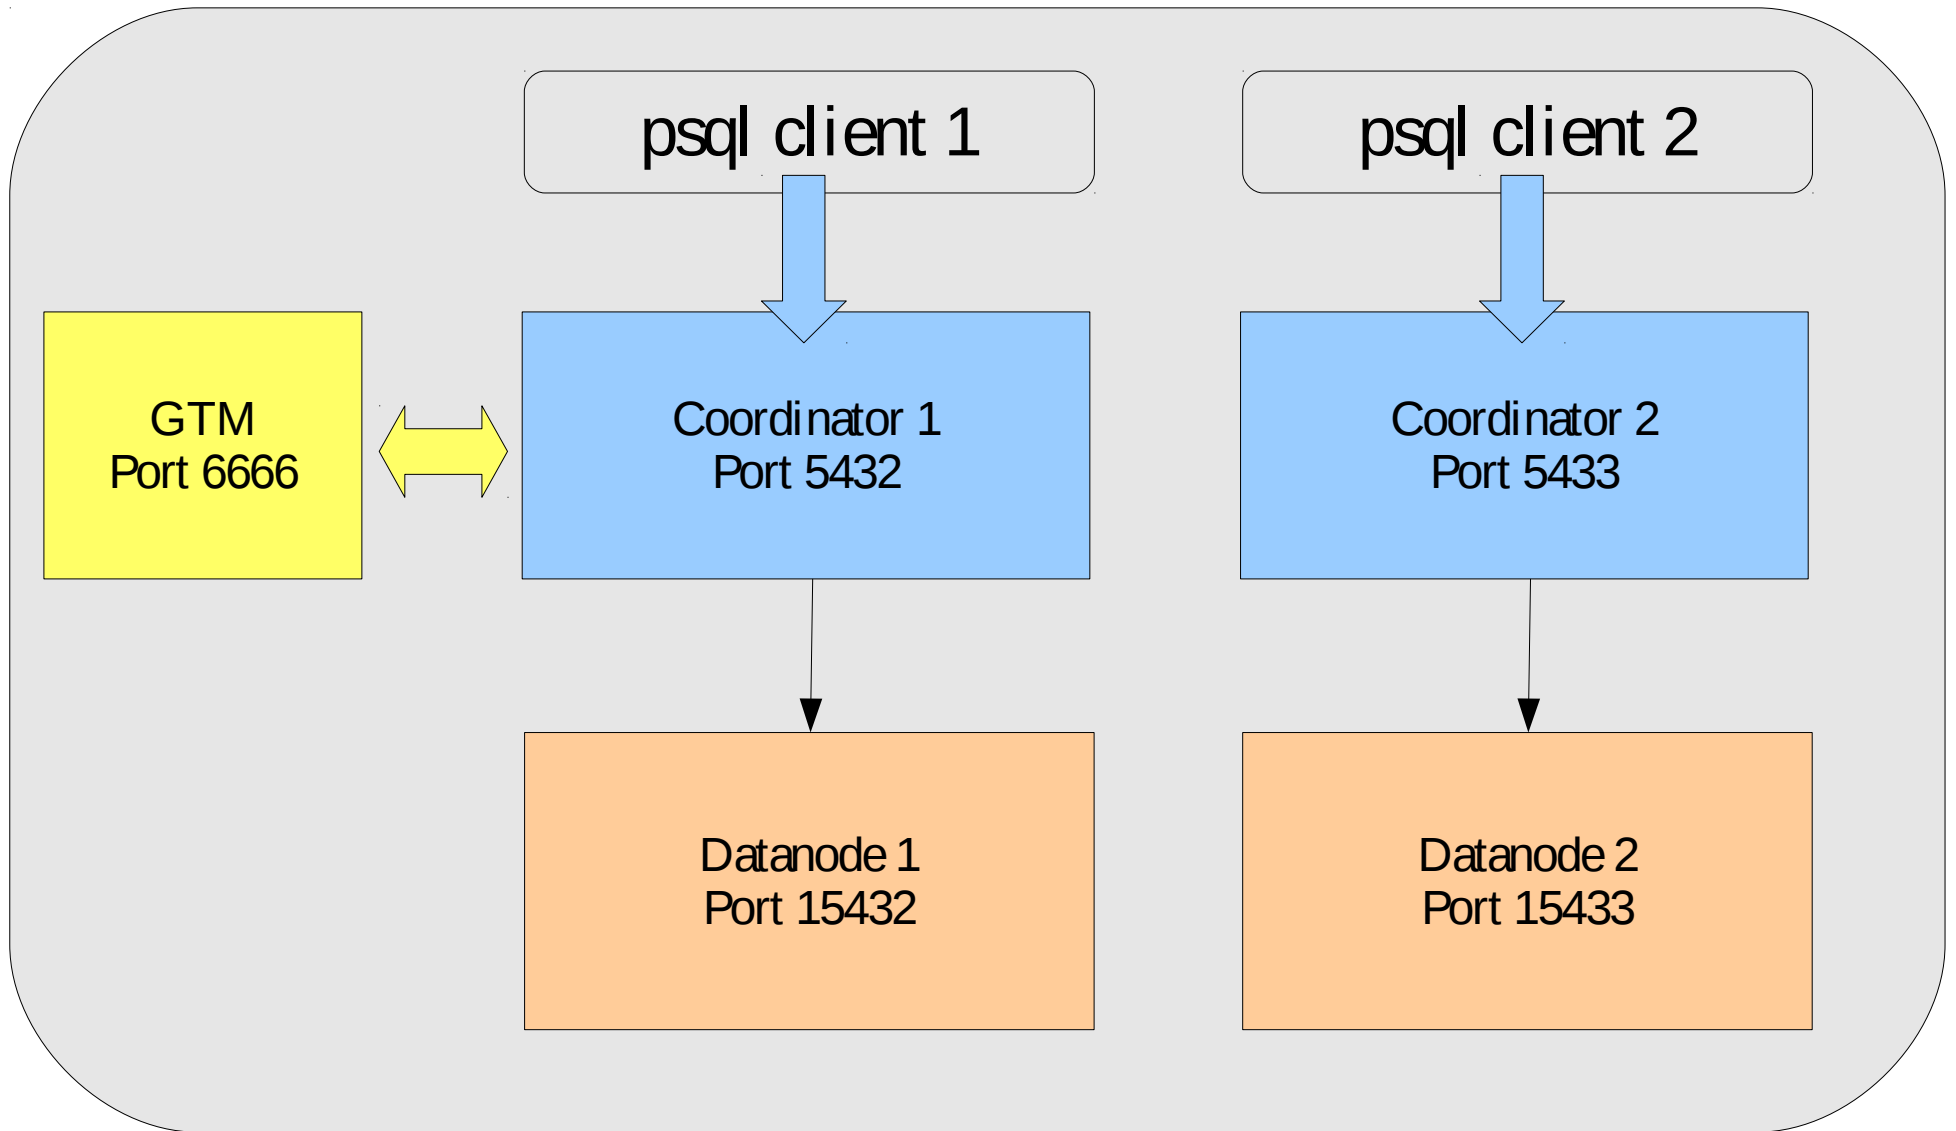 psql client 1
psql client 2
GTM
Port 6666
Coordinator 1
Port 5432
Coordinator 2
Port 5433
Datanode 1
Port 15432
Datanode 2
Port 15433